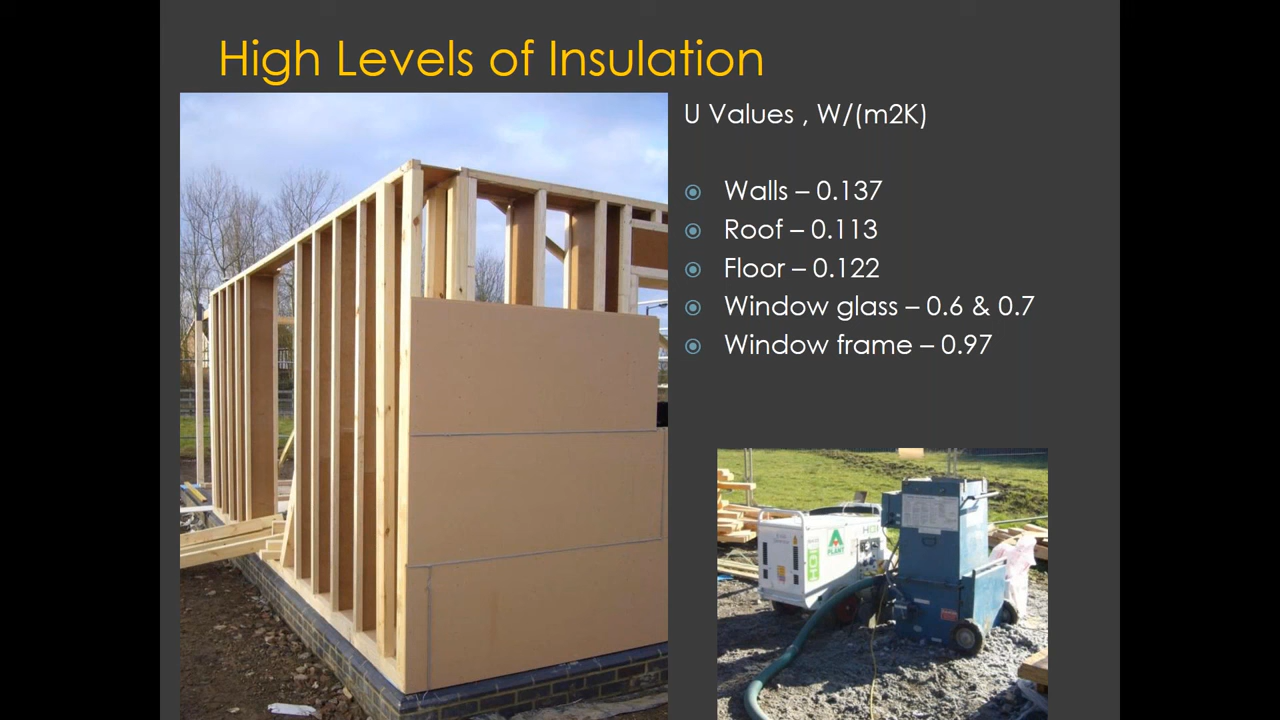 High Levels of Insulation
U Values , W/(m2K)
Walls – 0.137
Roof – 0.113
Floor – 0.122
Window glass – 0.6 & 0.7
Window frame – 0.97
A
PLANT